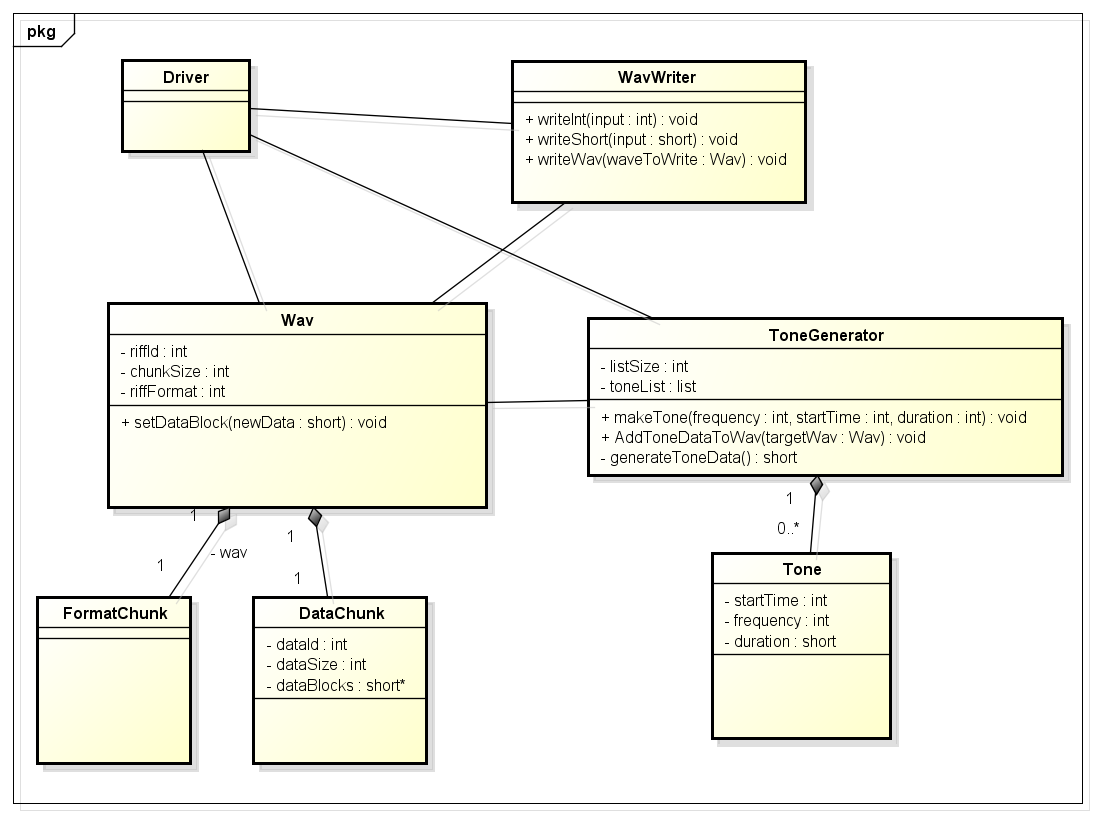 pkg
Driver
WavWriter
+ writeInt(input : int) : void
+ writeShort(input : short) : void
+ writeWav(waveToWrite : Wav) : void
Wav
- riffId : int
- chunkSize : int
- riffFormat : int
+ setDataBlock(newData : short) : void
ToneGenerator
- listSize : int
- toneList : list
+ makeTone(frequency : int, startTime : int, duration : int) : void
+ AddToneDataToWav(targetWav : Wav) : void
- generateToneData() : short
1
1
- wav
1
1
1
0..*
FormatChunk
DataChunk
- dataId : int
- dataSize : int
- dataBlocks : short*
Tone
- startTime : int
- frequency : int
- duration : short